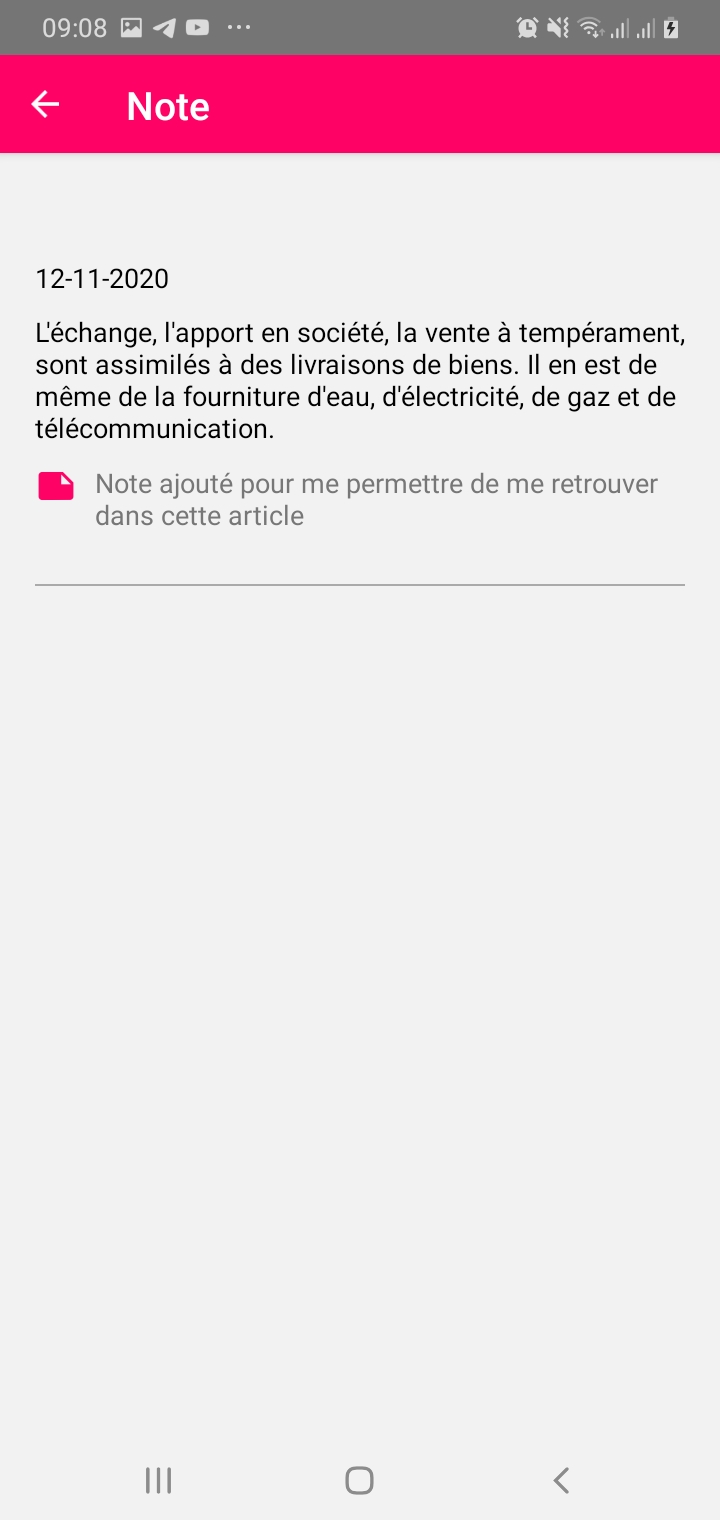 09:08
Note
12-11-2020
L'échange, l'apport en société, la vente à tempérament,
sont assimilés à des livraisons de biens. Il en est de
même de la fourniture d'eau, d'électricité, de gaz et de
télécommunication.
Note ajouté pour me permettre de me retrouver
dans cette article